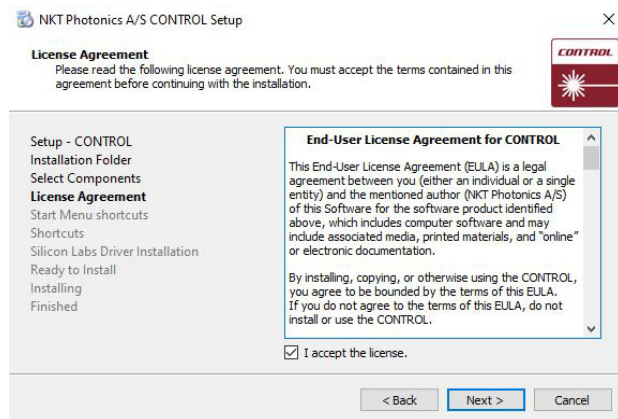 NKT Photonics A/S CONTROL Setup
License Agreement
Please read the following license agreement. You must accept the terms contained in this
agreement before continuing with the installation.
CONTROL
Setup - CONTROL
Installation Folder
Select Components
License Agreement
Start Menu shortcuts
Shortcuts
Silicon Labs Driver Installation
Ready to Install
Installing
Finished
End-User License Agreement for CONTROL
This End-User License Agreement (EULA) is a legal
agreement between you (either an individual or a single
entity) and the mentioned author (NKT Photonics A/S)
of this Software for the software product identified
above, which includes computer software and may
include associated media, printed materials, and “online”
or electronic documentation.
By installing, copying, or otherwise using the CONTROL,
you agree to be bounded by the terms of this EULA.
If you do not agree to the terms of this EULA, do not
install or use the CONTROL.
I accept the license.
< Back Next > Cancel